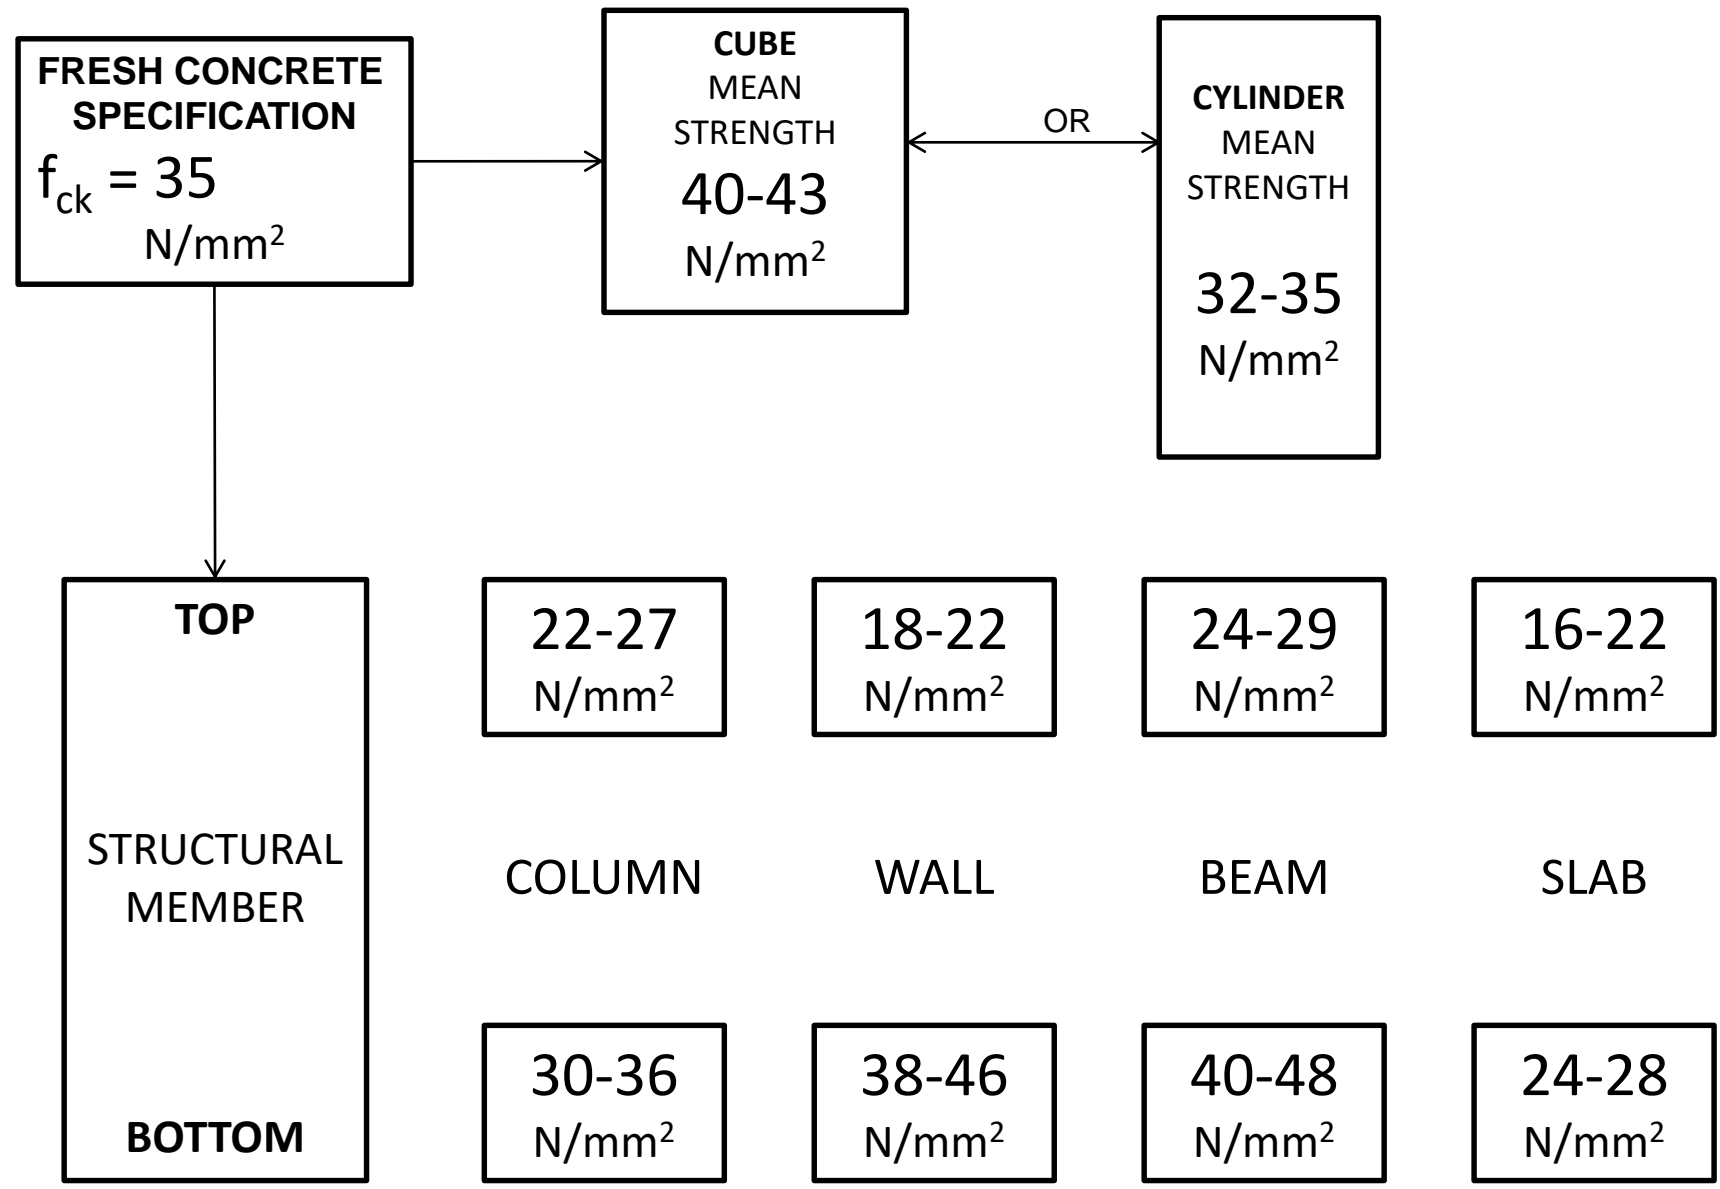 FRESH CONCRETE
SPECIFICATION
f_ck = 35
N/mm²
CUBE
MEAN
STRENGTH
40-43
N/mm²
OR
CYLINDER
MEAN
STRENGTH
32-35
N/mm²
TOP
STRUCTURAL
MEMBER
BOTTOM
22-27
N/mm²
COLUMN
30-36
N/mm²
18-22
N/mm²
WALL
38-46
N/mm²
24-29
N/mm²
BEAM
40-48
N/mm²
16-22
N/mm²
SLAB
24-28
N/mm²